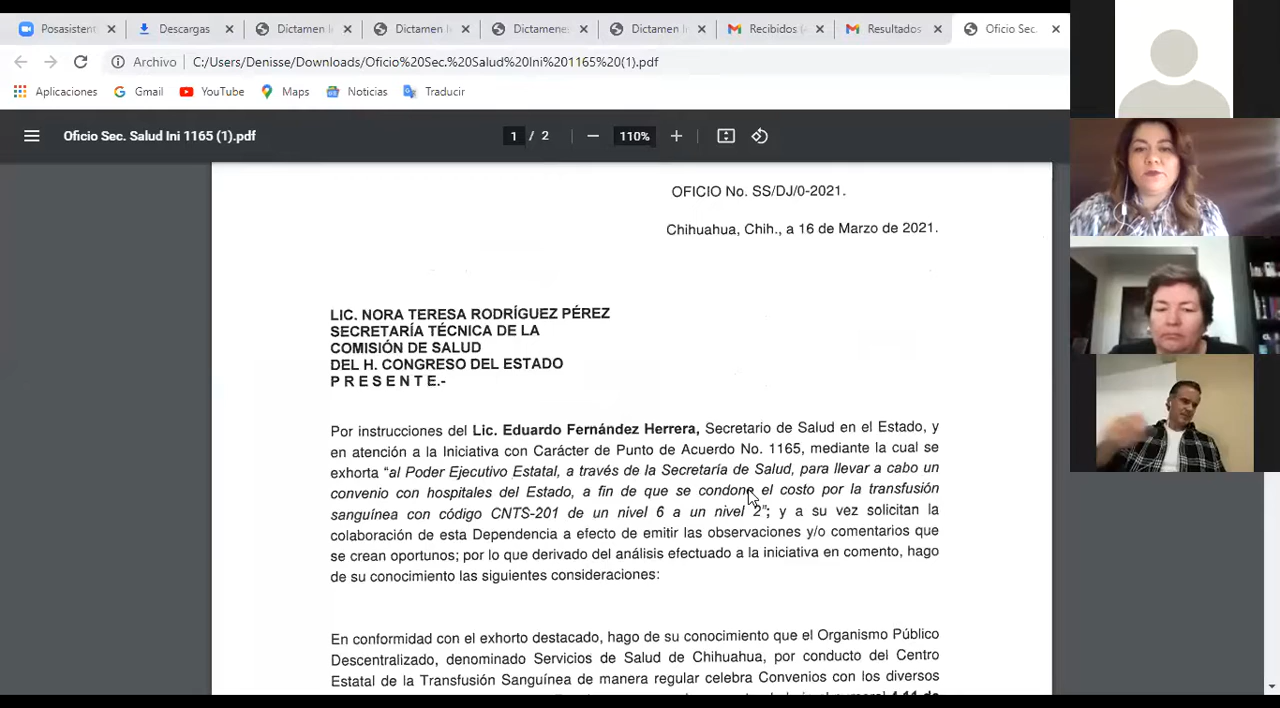 Posasistent
Descargas
Dictamen I
Dictamen I
Dictamene
Dictamen I
Recibidos (
Resultados
Oficio Sec.
Archivo
C:/Users/Denisse/Downloads/Oficio%20Sec.%20Salud%20Ini%201165%20(1).pdf
Aplicaciones Gmail YouTube Maps Noticias Traducir
Oficio Sec. Salud Ini 1165 (1).pdf
1 / 2
110%
OFICIO No. SS/DJ/0-2021.
Chihuahua, Chih., a 16 de Marzo de 2021.
LIC. NORA TERESA RODRÍGUEZ PÉREZ
SECRETARÍA TÉCNICA DE LA
COMISIÓN DE SALUD
DEL H. CONGRESO DEL ESTADO
P R E S E N T E.-
Por instrucciones del Lic. Eduardo Fernández Herrera, Secretario de Salud en el Estado, y
en atención a la Iniciativa con Carácter de Punto de Acuerdo No. 1165, mediante la cual se
exhorta “al Poder Ejecutivo Estatal, a través de la Secretaría de Salud, para llevar a cabo un
convenio con hospitales del Estado, a fin de que se condone el costo por la transfusión
sanguínea con código CNTS-201 de un nivel 6 a un nivel 2”; y a su vez solicitan la
colaboración de esta Dependencia a efecto de emitir las observaciones y/o comentarios que
se crean oportunos; por lo que derivado del análisis efectuado a la iniciativa en comento, hago
de su conocimiento las siguientes consideraciones:
En conformidad con el exhorto destacado, hago de su conocimiento que el Organismo Público
Descentralizado, denominado Servicios de Salud de Chihuahua, por conducto del Centro
Estatal de la Transfusión Sanguínea de manera regular celebra Convenios con los diversos